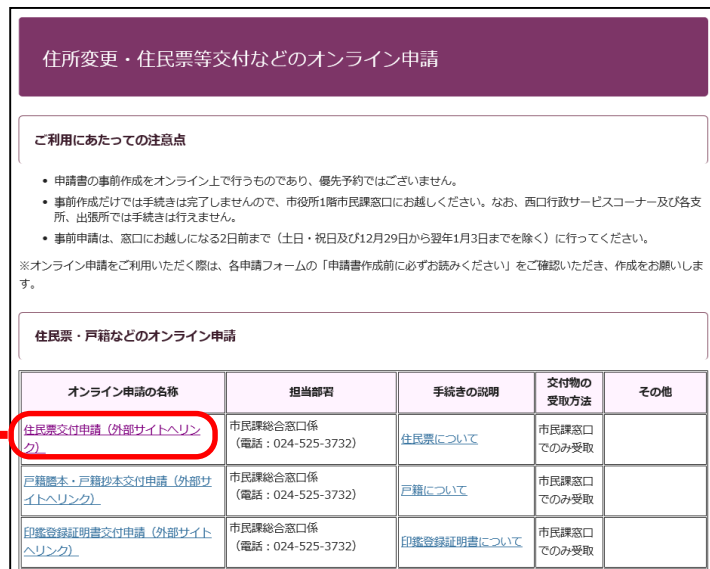 住所変更・住民票等交付などのオンライン申請
ご利用にあたっての注意点
• 申請書の事前作成をオンライン上で行うものであり、優先予約ではございません。
• 事前作成だけでは手続きは完了しませんので、市役所1階市民課窓口にお越しください。なお、西口行政サービスコーナー及び各支
所、出張所では手続きは行えません。
• 事前申請は、窓口にお越しになる2日前まで（土日・祝日及び12月29日から翌年1月3日までを除く）に行ってください。
※オンライン申請をご利用いただく際は、各申請フォームの「申請書作成前に必ずお読みください」をご確認いただき、作成をお願いしま
す。
住民票・戸籍などのオンライン申請
オンライン申請の名称 担当部署 手続きの説明 交付物の その他
受取方法
住民票交付申請（外部サイトへリン 市民課総合窓口係 住民票について 市民課窓口
ク） （電話：024-525-3732） でのみ受取
戸籍謄本・戸籍抄本交付申請（外部サ 市民課総合窓口係 戸籍について 市民課窓口
イトへリンク） （電話：024-525-3732） でのみ受取
印鑑登録証明書交付申請（外部サイト 市民課総合窓口係 印鑑登録証明書について 市民課窓口
へリンク） （電話：024-525-3732） でのみ受取